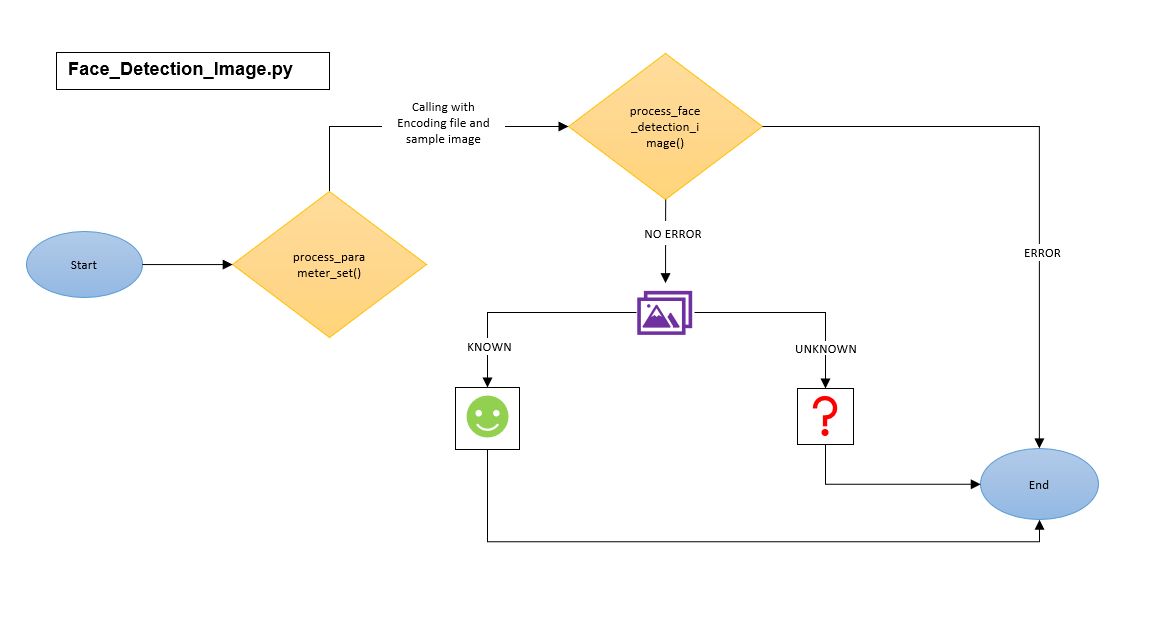 Face_Detection_Image.py
Calling with
Encoding file and
sample image
process_face
_detection_i
mage()
Start
process_para
meter_set()
NO ERROR
ERROR
KNOWN
UNKNOWN
?
End